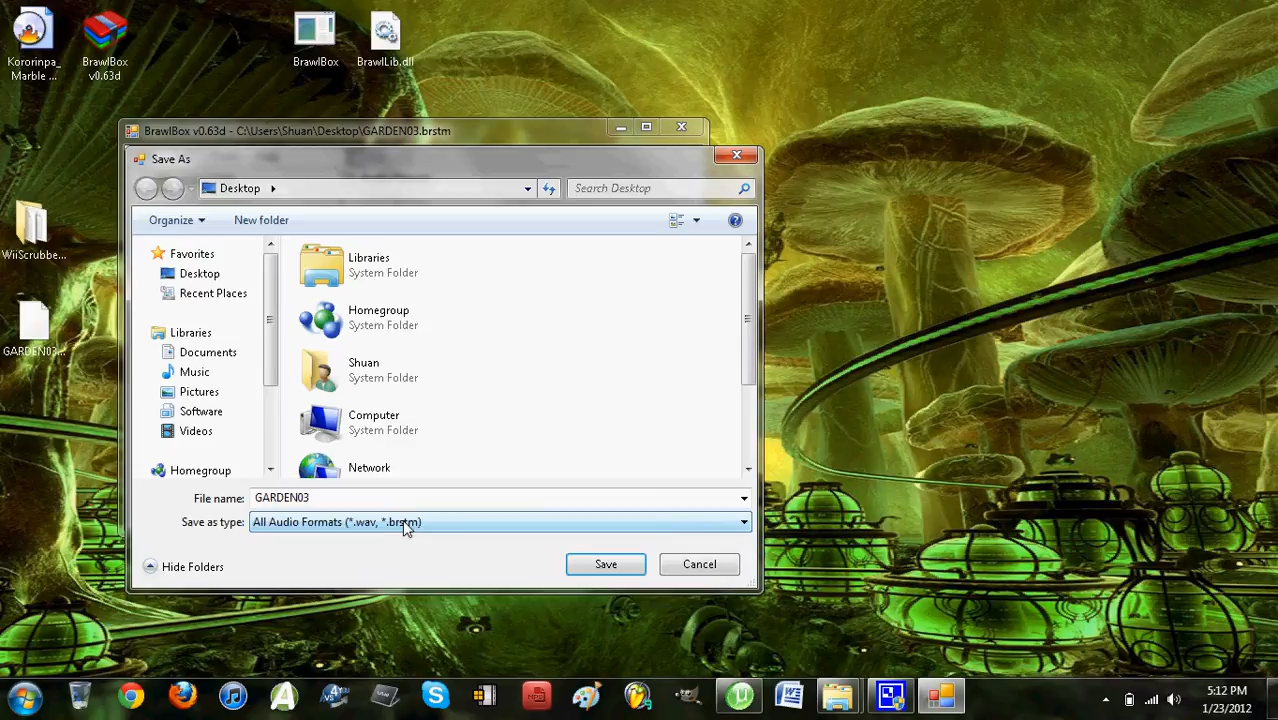 Kororinpa_
Marble ...
BrawlBox
v0.63d
BrawlBox
BrawlLib.dll
WiiScrubbe...
GARDEN03...
BrawlBox v0.63d - C:\Users\Shuan\Desktop\GARDEN03.brstm
Save As
Desktop
Search Desktop
Organize
New folder
Favorites
Desktop
Recent Places
Libraries
Documents
Music
Pictures
Software
Videos
Homegroup
Libraries
System Folder
Homegroup
System Folder
Shuan
System Folder
Computer
System Folder
Network
File name:
GARDEN03
Save as type:
All Audio Formats (*.wav, *.brstm)
Hide Folders
Save
Cancel
5:12 PM
1/23/2012